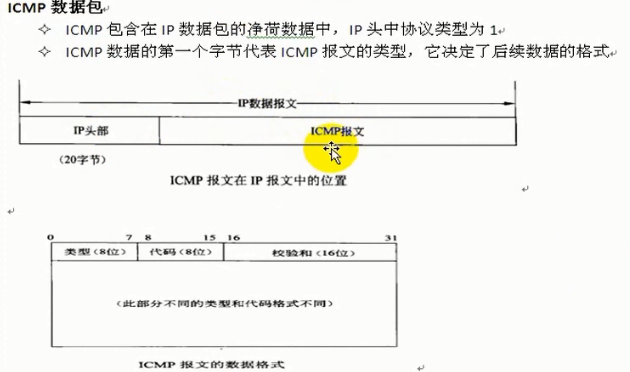 ICMP 数据包
✧ ICMP 包含在 IP 数据包的净荷数据中，IP 头中协议类型为 1
✧ ICMP 数据的第一个字节代表 ICMP 报文的类型，它决定了后续数据的格式
IP数据报文
IP头部 ICMP报文
（20字节）
ICMP 报文在 IP 报文中的位置
0 7 8 15 16 31
类型（8位） 代码（8位） 校验和（16位）
（此部分不同的类型和代码格式不同）
ICMP 报文的数据格式